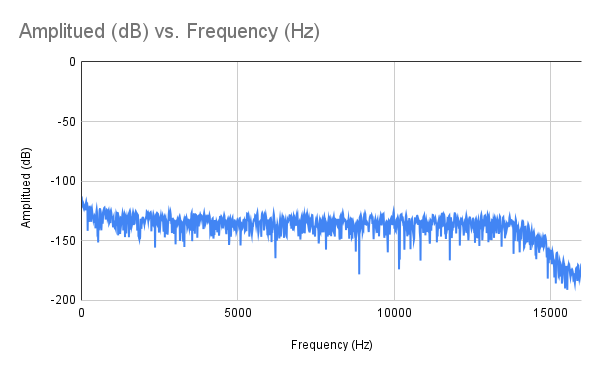 Amplitued (dB) vs. Frequency (Hz)
0
-50
-100
-150
-200
Amplitued (dB)
0 5000 10000 15000
Frequency (Hz)